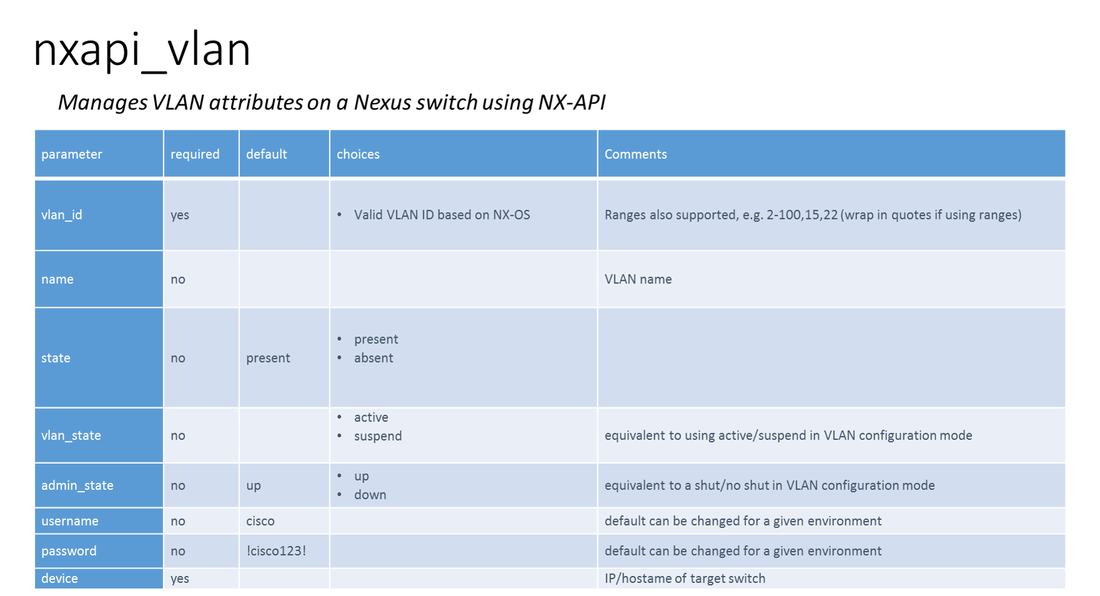 nxapi_vlan
Manages VLAN attributes on a Nexus switch using NX-API
parameter required default choices Comments
vlan_id yes • Valid VLAN ID based on NX-OS Ranges also supported, e.g. 2-100,15,22 (wrap in quotes if using ranges)
name no VLAN name
state no present • present
• absent
vlan_state no • active
• suspend equivalent to using active/suspend in VLAN configuration mode
admin_state no up • up
• down equivalent to a shut/no shut in VLAN configuration mode
username no cisco default can be changed for a given environment
password no !cisco123! default can be changed for a given environment
device yes IP/hostame of target switch